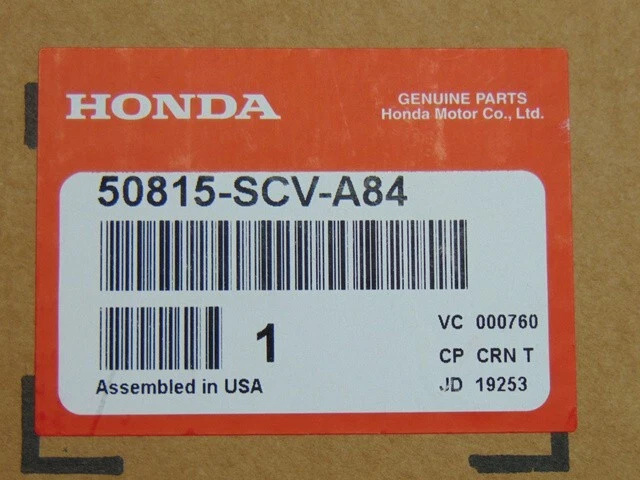 HONDA
GENUINE PARTS
Honda Motor Co., Ltd.
50815-SCV-A84
1
VC 000760
CP CRN T
JD 19253
Assembled in USA